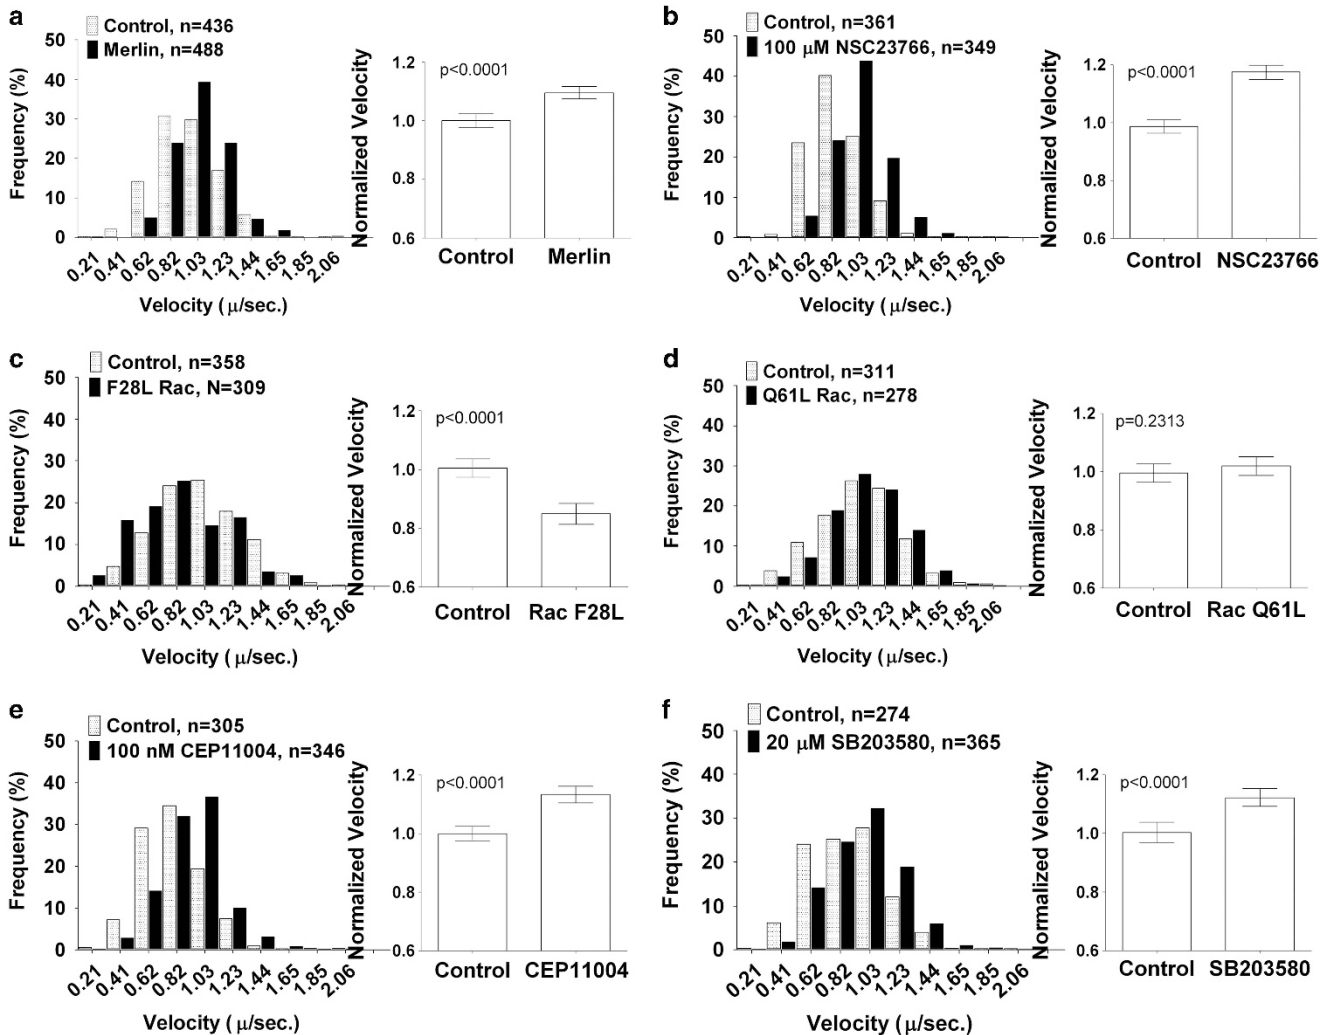 a
Control, n=436
Merlin, n=488
Frequency (%)
50
40
30
20
10
0
0.21 0.41 0.62 0.82 1.03 1.23 1.44 1.65 1.85 2.06
Velocity ( μ/sec.)
Normalized Velocity
p<0.0001
1.2
1.0
0.8
0.6
Control Merlin
b
Control, n=361
100 μM NSC23766, n=349
Frequency (%)
50
40
30
20
10
0
0.21 0.41 0.62 0.82 1.03 1.23 1.44 1.65 1.85 2.06
Velocity ( μ/sec.)
Normalized Velocity
p<0.0001
1.2
1.0
0.8
0.6
Control NSC23766
c
Control, n=358
F28L Rac, N=309
Frequency (%)
50
40
30
20
10
0
0.21 0.41 0.62 0.82 1.03 1.23 1.44 1.65 1.85 2.06
Velocity ( μ/sec.)
Normalized Velocity
p<0.0001
1.2
1.0
0.8
0.6
Control Rac F28L
d
Control, n=311
Q61L Rac, n=278
Frequency (%)
50
40
30
20
10
0
0.21 0.41 0.62 0.82 1.03 1.23 1.44 1.65 1.85 2.06
Velocity ( μ/sec.)
Normalized Velocity
p=0.2313
1.2
1.0
0.8
0.6
Control Rac Q61L
e
Control, n=305
100 nM CEP11004, n=346
Frequency (%)
50
40
30
20
10
0
0.21 0.41 0.62 0.82 1.03 1.23 1.44 1.65 1.85 2.06
Velocity ( μ/sec.)
Normalized Velocity
p<0.0001
1.2
1.0
0.8
0.6
Control CEP11004
f
Control, n=274
20 μM SB203580, n=365
Frequency (%)
50
40
30
20
10
0
0.21 0.41 0.62 0.82 1.03 1.23 1.44 1.65 1.85 2.06
Velocity ( μ/sec.)
Normalized Velocity
p<0.0001
1.2
1.0
0.8
0.6
Control SB203580